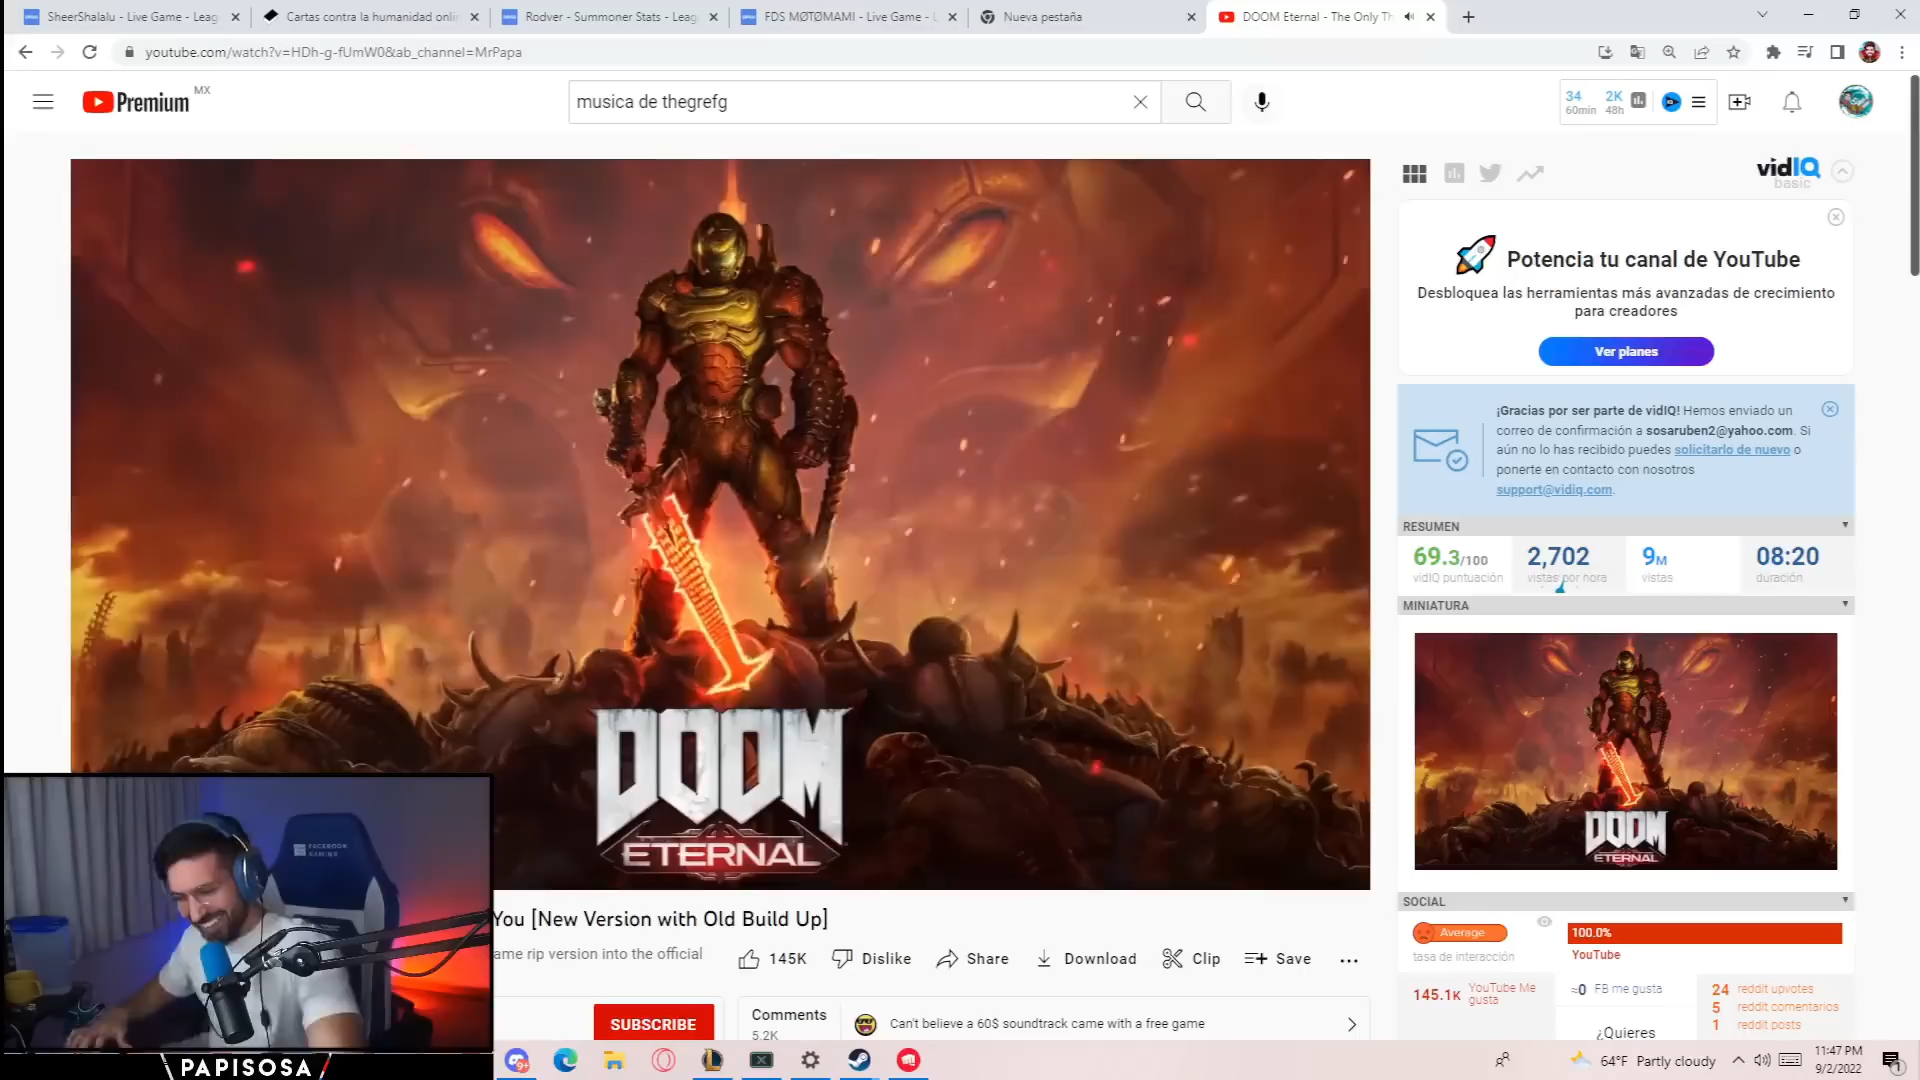 SheerShalalu - Live Game - Leag
Cartas contra la humanidad onlin
Rodver - Summoner Stats - Leag
FDS MØTØMAMI - Live Game - L
Nueva pestaña
DOOM Eternal - The Only Th
youtube.com/watch?v=HDh-g-fUmW0&ab_channel=MrPapa
Premium MX
musica de thegrefg
34
60min
2K
48h
vidIQ
basic
Potencia tu canal de YouTube
Desbloquea las herramientas más avanzadas de crecimiento
para creadores
Ver planes
¡Gracias por ser parte de vidIQ! Hemos enviado un
correo de confirmación a sosaruben2@yahoo.com. Si
aún no lo has recibido puedes solicitarlo de nuevo o
ponerte en contacto con nosotros
support@vidiq.com.
RESUMEN
69.3/100
vidIQ puntuación
2,702
vistas por hora
9M
vistas
08:20
duración
MINIATURA
DOOM
ETERNAL
DOOM
ETERNAL
SOCIAL
Average
tasa de interacción
100.0%
YouTube
145.1K YouTube Me
gusta
≈0 FB me gusta
24 reddit upvotes
5 reddit comentarios
1 reddit posts
¿Quieres
You [New Version with Old Build Up]
ame rip version into the official
145K
Dislike
Share
Download
Clip
Save
SUBSCRIBE
Comments
5.2K
Can't believe a 60$ soundtrack came with a free game
FACEBOOK
GAMING
PAPISOSA
9+
64°F Partly cloudy
11:47 PM
9/2/2022
1